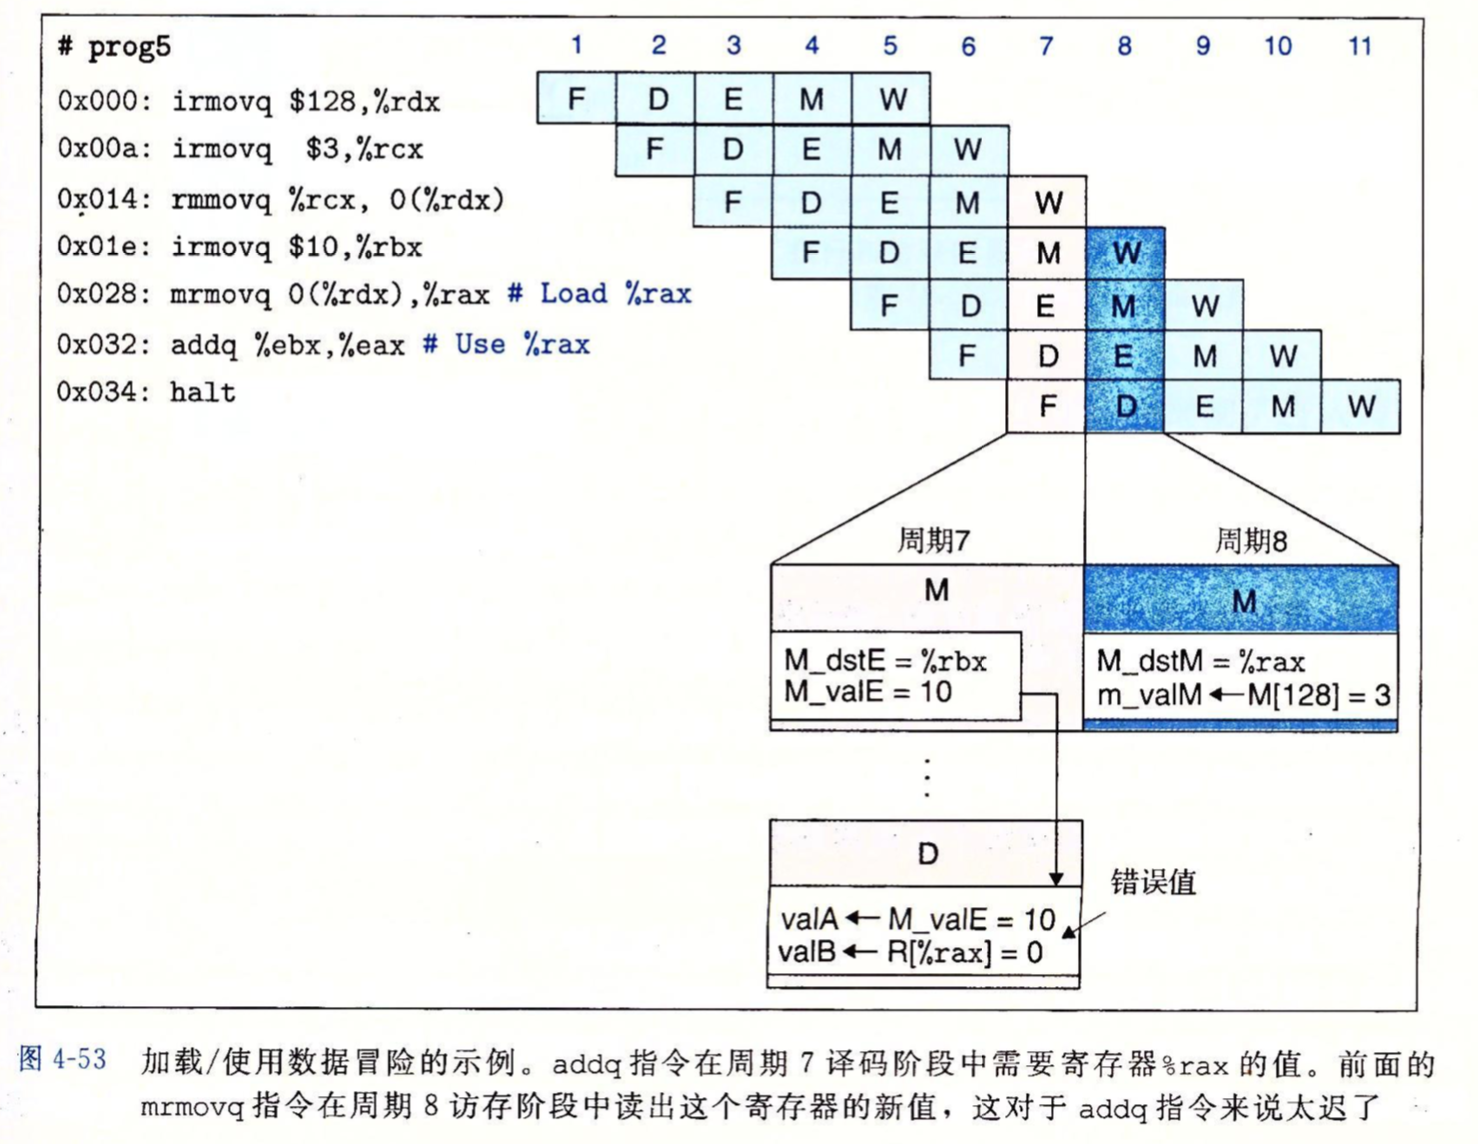 # prog5 1 2 3 4 5 6 7 8 9 10 11
0x000: irmovq $128,%rdx F D E M W
0x00a: irmovq $3,%rcx F D E M W
0x014: rmmovq %rcx, 0(%rdx) F D E M W
0x01e: irmovq $10,%rbx F D E M W
0x028: mrmovq 0(%rdx),%rax # Load %rax F D E M W
0x032: addq %ebx,%eax # Use %rax F D E M W
0x034: halt F D E M W
周期7 周期8
M M
M_dstE = %rbx M_dstM = %rax
M_valE = 10 m_valM ← M[128] = 3
D
错误值
valA ← M_valE = 10
valB ← R[%rax] = 0
图 4-53 加载/使用数据冒险的示例。addq 指令在周期 7 译码阶段中需要寄存器%rax 的值。前面的
mrmovq 指令在周期 8 访存阶段中读出这个寄存器的新值，这对于 addq 指令来说太迟了